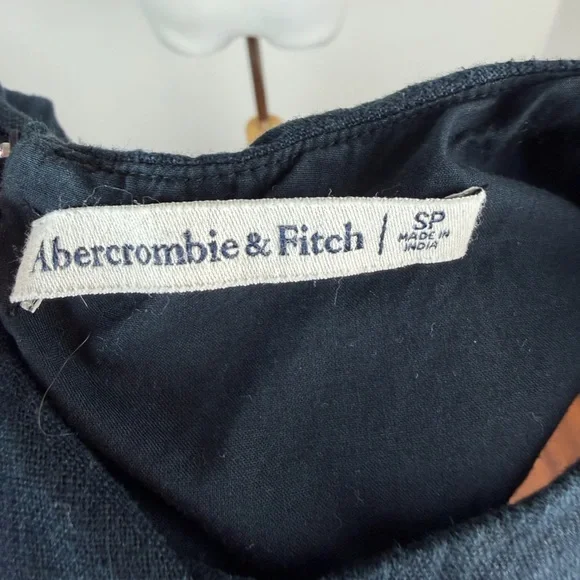 Abercrombie & Fitch / SP
MADE IN
INDIA